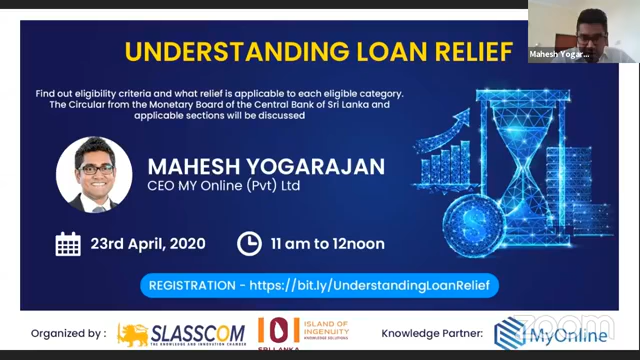 UNDERSTANDING LOAN RELIEF
Mahesh Yogar...
Find out eligibility criteria and what relief is applicable to each eligible category.
The Circular from the Monetary Board of the Central Bank of Sri Lanka and
applicable sections will be discussed
MAHESH YOGARAJAN
CEO MY Online (Pvt) Ltd
23rd April, 2020
11 am to 12noon
REGISTRATION - https://bit.ly/UnderstandingLoanRelief
Organized by :
SLASSCOM
THE KNOWLEDGE AND INNOVATION CHAMBER
ISLAND OF
INGENUITY
#KNOWLEDGE SOLUTIONS
SRI LANKA
Knowledge Partner:
MyOnline
zoom